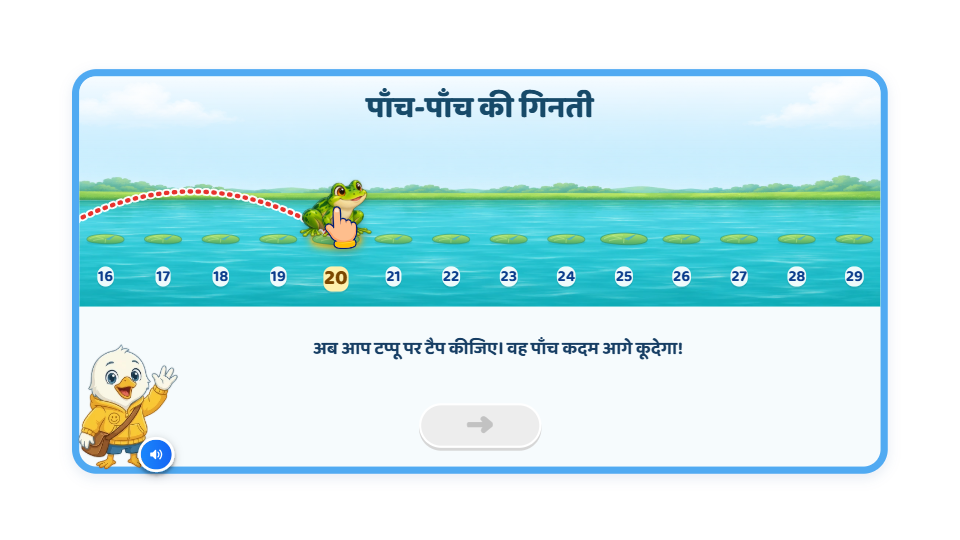 पाँच-पाँच की गिनती
16 17 18 19 20 21 22 23 24 25 26 27 28 29
अब आप टप्पू पर टैप कीजिए। वह पाँच कदम आगे कूदेगा!